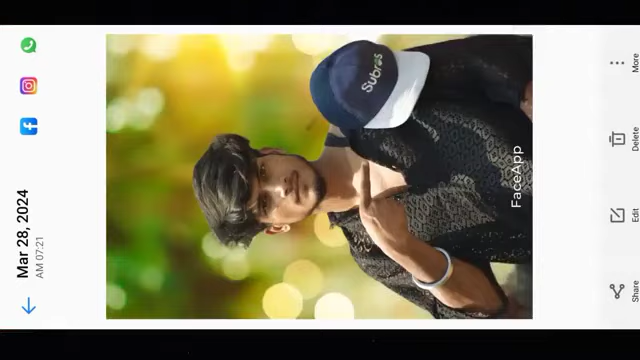 Mar 28, 2024
AM 07:21
Subros
FaceApp
Share
Edit
Delete
More